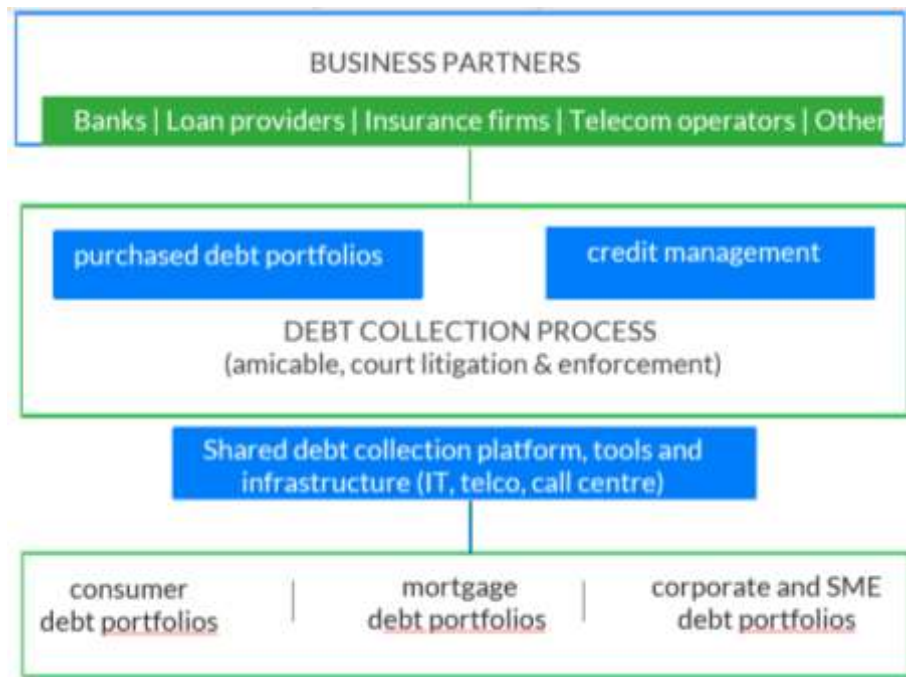 BUSINESS PARTNERS
Banks | Loan providers | Insurance firms | Telecom operators | Other
purchased debt portfolios
credit management
DEBT COLLECTION PROCESS
(amicable, court litigation & enforcement)
Shared debt collection platform, tools and
infrastructure (IT, telco, call centre)
consumer
debt portfolios
mortgage
debt portfolios
corporate and SME
debt portfolios